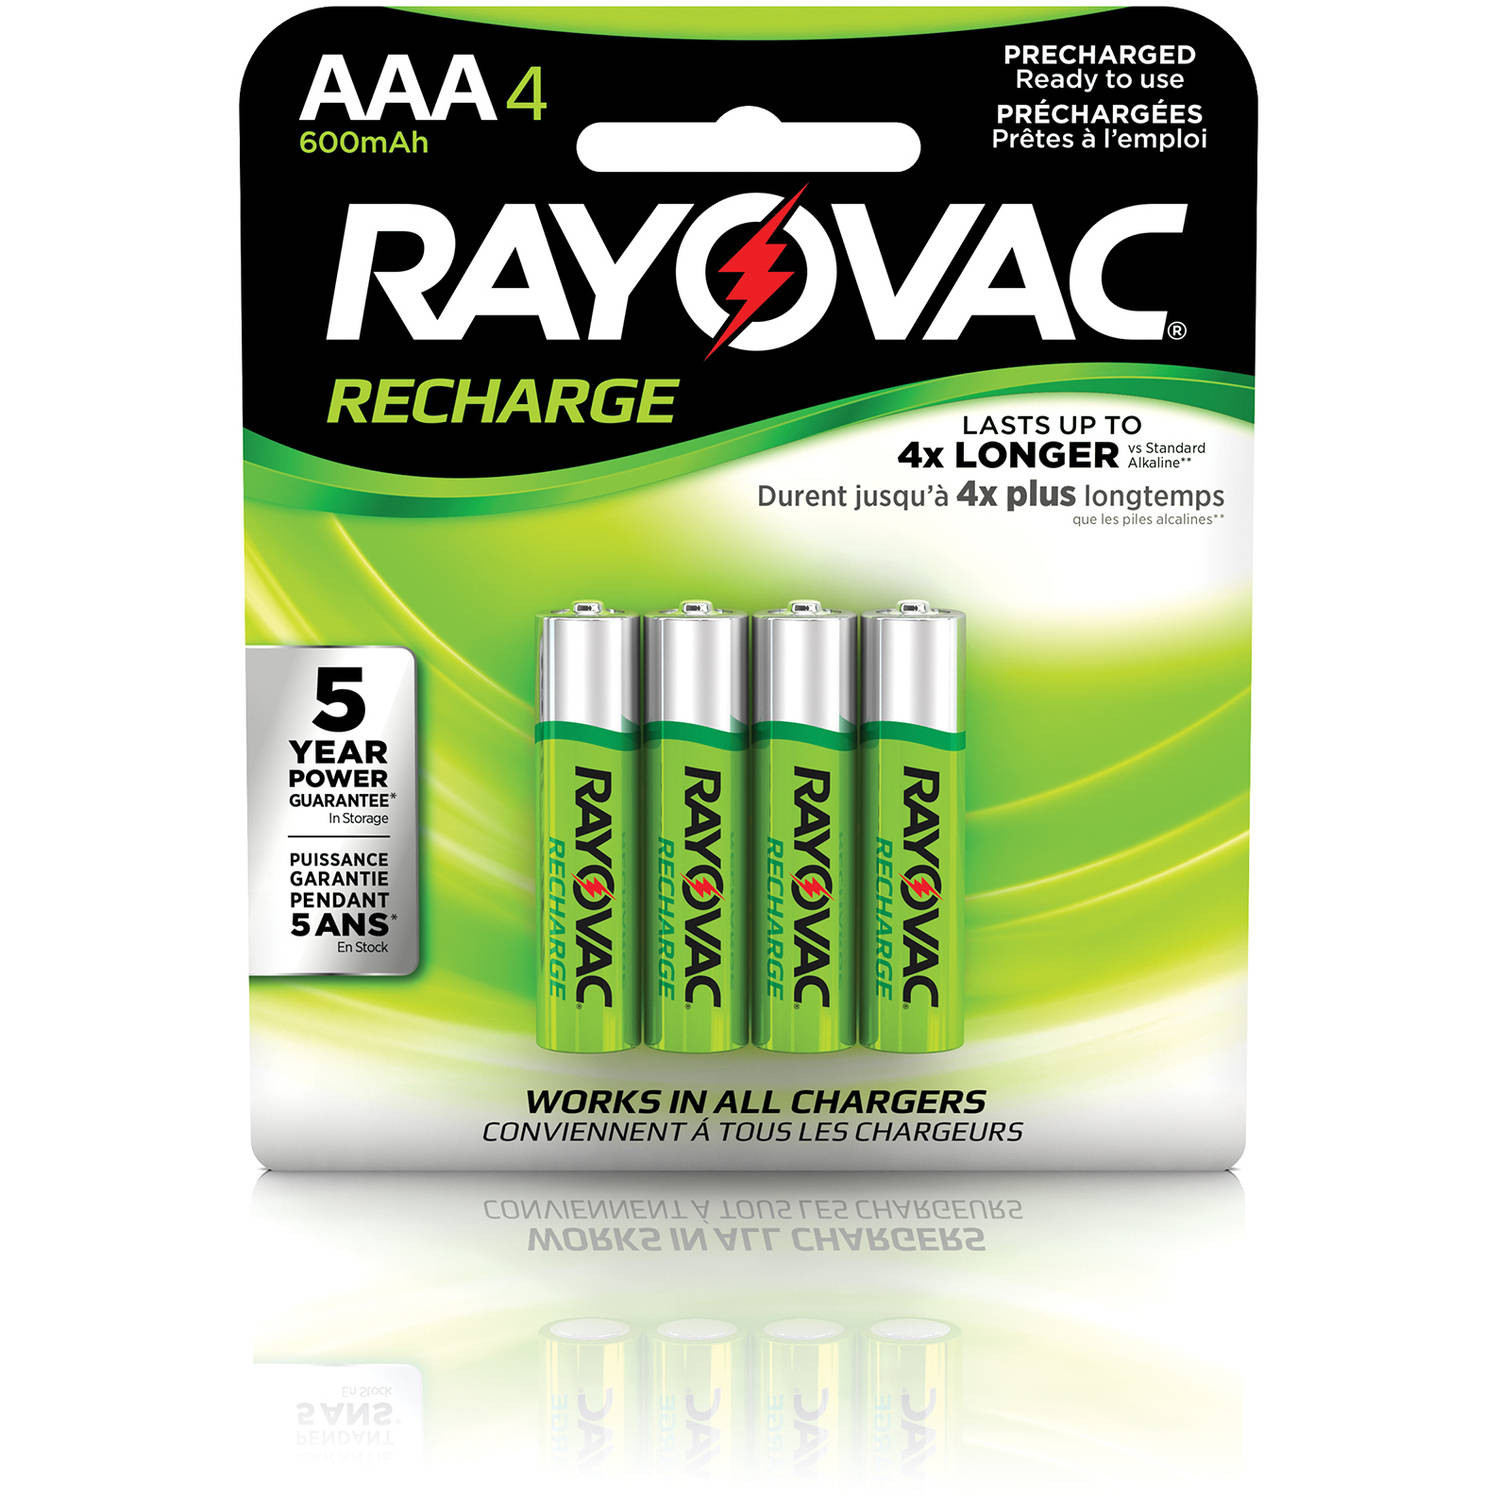 AAA 4
600mAh
PRECHARGED
Ready to use
PRÉCHARGÉES
Prêtes à l'emploi
RAYOVAC®
RECHARGE
LASTS UP TO
4x LONGER vs Standard Alkaline**
Durent jusqu'à 4x plus longtemps
que les piles alcalines**
5
YEAR
POWER
GUARANTEE*
In Storage
PUISSANCE
GARANTIE
PENDANT
5 ANS*
En Stock
RAYOVAC®
RECHARGE
RAYOVAC®
RECHARGE
RAYOVAC®
RECHARGE
RAYOVAC®
RECHARGE
WORKS IN ALL CHARGERS
CONVIENNENT Á TOUS LES CHARGEURS